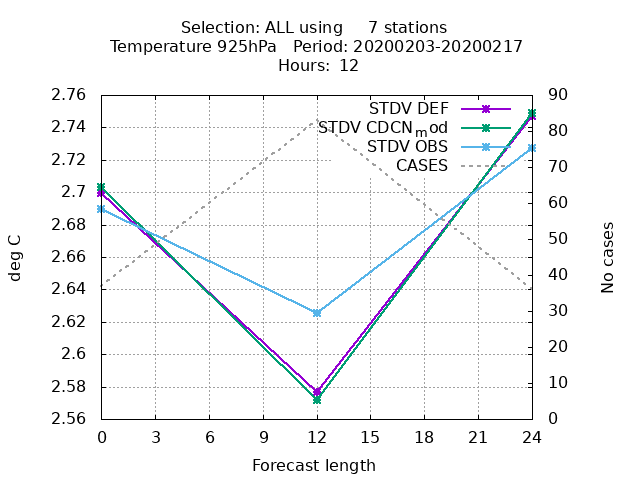 Selection: ALL using     7 stations
Temperature 925hPa   Period: 20200203-20200217
Hours:  12
2.76
2.74
2.72
2.7
2.68
2.66
2.64
2.62
2.6
2.58
2.56
deg C
STDV DEF
STDV CDCN_mod
STDV OBS
CASES
90
80
70
60
50
40
30
20
10
0
No cases
0 3 6 9 12 15 18 21 24
Forecast length